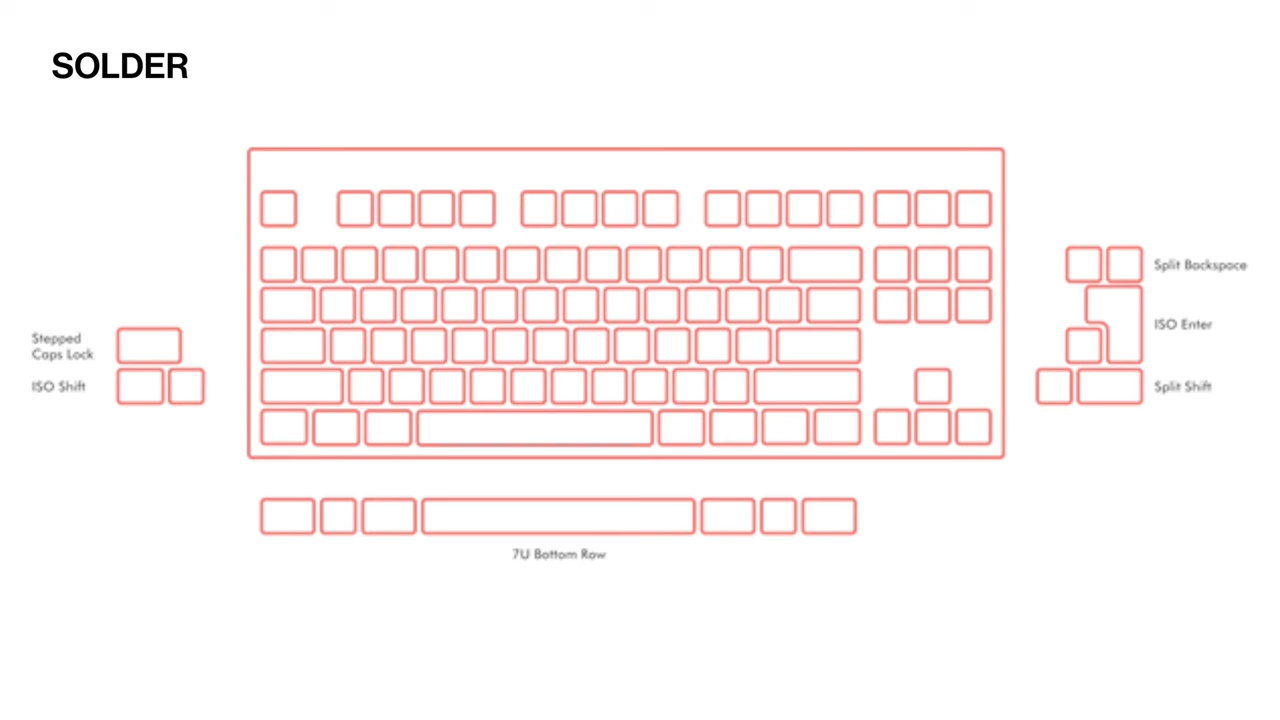 SOLDER
Split Backspace
ISO Enter
Stepped
Caps Lock
ISO Shift
Split Shift
7U Bottom Row